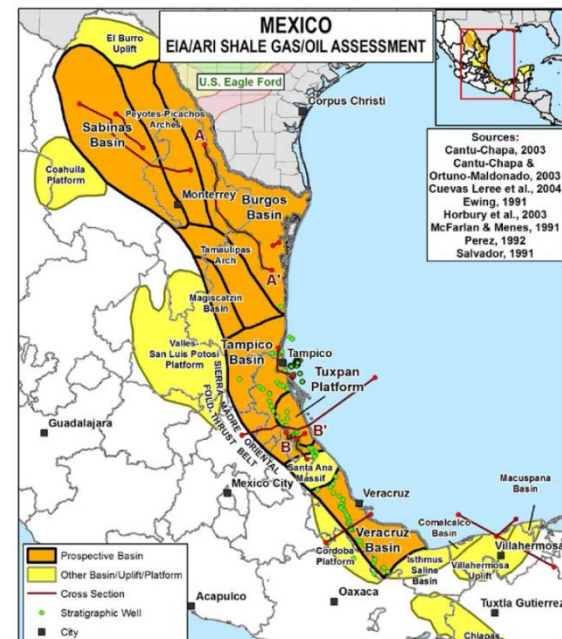 MEXICO
EIA/ARI SHALE GAS/OIL ASSESSMENT
El Burro
Uplift
U.S. Eagle Ford
Corpus Christi
Peyotes-Picachos
Arches
Sabinas
Basin
A
Coahuila
Platform
Monterrey
Burgos
Basin
Tamaulipas
Arch
A'
Magiscatzin
Basin
Sources:
Cantu-Chapa, 2003
Cantu-Chapa &
Ortuno-Maldonado, 2003
Cuevas Leree et al., 2004
Ewing, 1991
Horbury et al., 2003
McFarlan & Menes, 1991
Perez, 1992
Salvador, 1991
Valles-
San Luis Potosi
Platform
Tampico
Basin
Tampico
Tuxpan
Platform
SIERRA MADRE ORIENTAL
FOLD-THRUST BELT
Guadalajara
B
B'
Santa Ana
Massif
Mexico City
Veracruz
Macuspana
Basin
Comalcalco
Basin
Veracruz
Basin
Cordoba
Platform
Isthmus
Saline
Basin
Villahermosa
Villahermosa
Uplift
Prospective Basin
Other Basin/Uplift/Platform
Cross Section
Stratigraphic Well
City
Acapulco
Oaxaca
Tuxtla Gutierrez
Chiapas